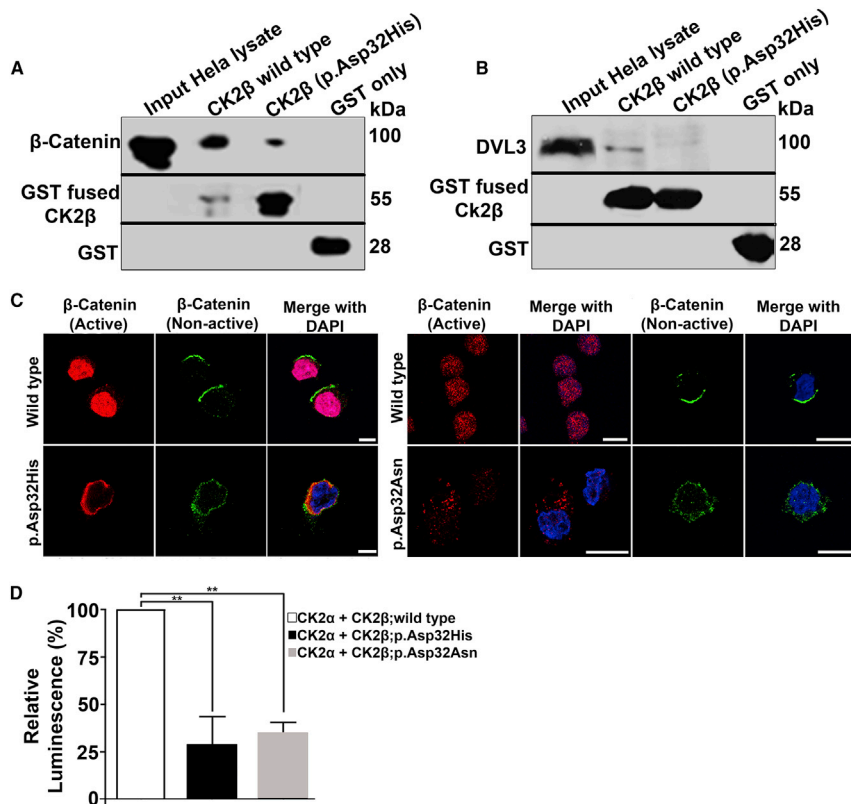 A
Input Hela lysate
CK2β wild type
CK2β (p.Asp32His)
GST only
kDa
β-Catenin
100
GST fused
CK2β
55
GST
28
B
Input Hela lysate
CK2β wild type
CK2β (p.Asp32His)
GST only
kDa
DVL3
100
GST fused
Ck2β
55
GST
28
C
β-Catenin
(Active)
β-Catenin
(Non-active)
Merge with
DAPI
β-Catenin
(Active)
Merge with
DAPI
β-Catenin
(Non-active)
Merge with
DAPI
Wild type
Wild type
p.Asp32His
p.Asp32Asn
D
Relative
Luminescence (%)
100
75
50
25
0
**
**
CK2α + CK2β;wild type
CK2α + CK2β;p.Asp32His
CK2α + CK2β;p.Asp32Asn